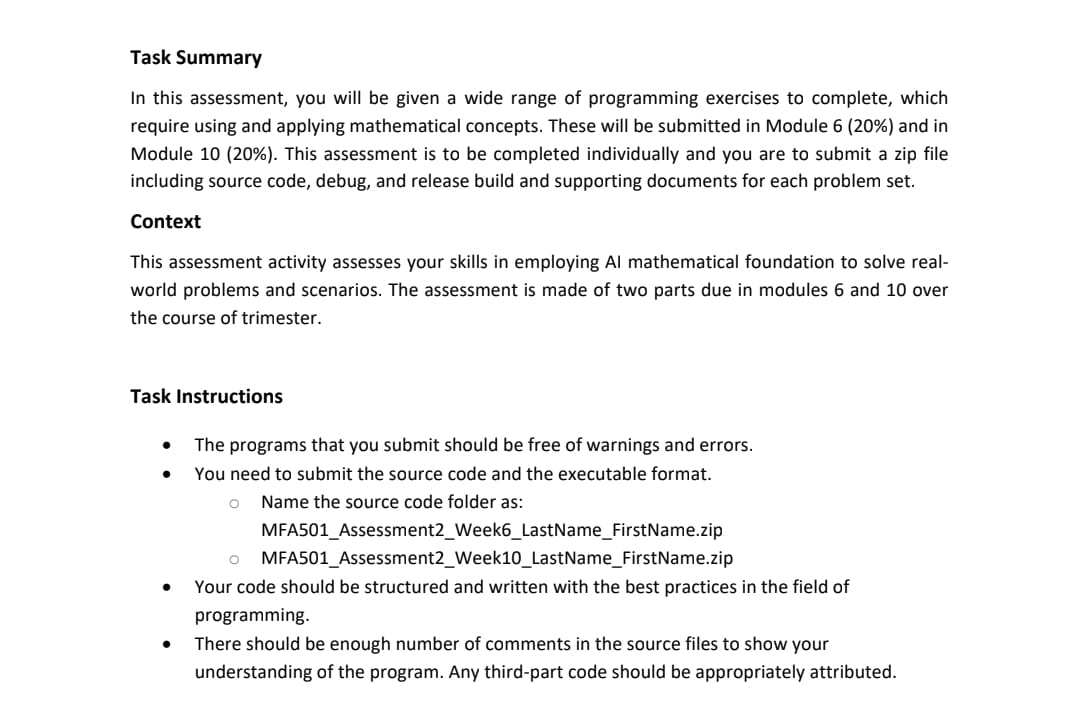 Task Summary
In this assessment, you will be given a wide range of programming exercises to complete, which
require using and applying mathematical concepts. These will be submitted in Module 6 (20%) and in
Module 10 (20%). This assessment is to be completed individually and you are to submit a zip file
including source code, debug, and release build and supporting documents for each problem set.
Context
This assessment activity assesses your skills in employing AI mathematical foundation to solve real-
world problems and scenarios. The assessment is made of two parts due in modules 6 and 10 over
the course of trimester.
Task Instructions
• The programs that you submit should be free of warnings and errors.
• You need to submit the source code and the executable format.
○ Name the source code folder as:
MFA501_Assessment2_Week6_LastName_FirstName.zip
○ MFA501_Assessment2_Week10_LastName_FirstName.zip
• Your code should be structured and written with the best practices in the field of
programming.
• There should be enough number of comments in the source files to show your
understanding of the program. Any third-part code should be appropriately attributed.